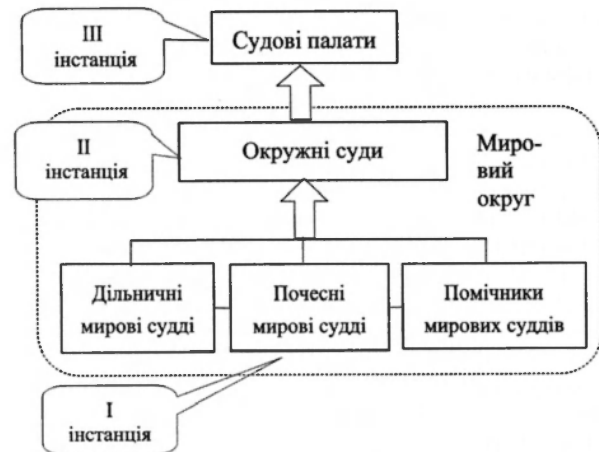 III
інстанція
Судові палати
II
інстанція
Окружні суди
Миро-
вий
округ
Дільничні
мирові судді
Почесні
мирові судді
Помічники
мирових суддів
I
інстанція